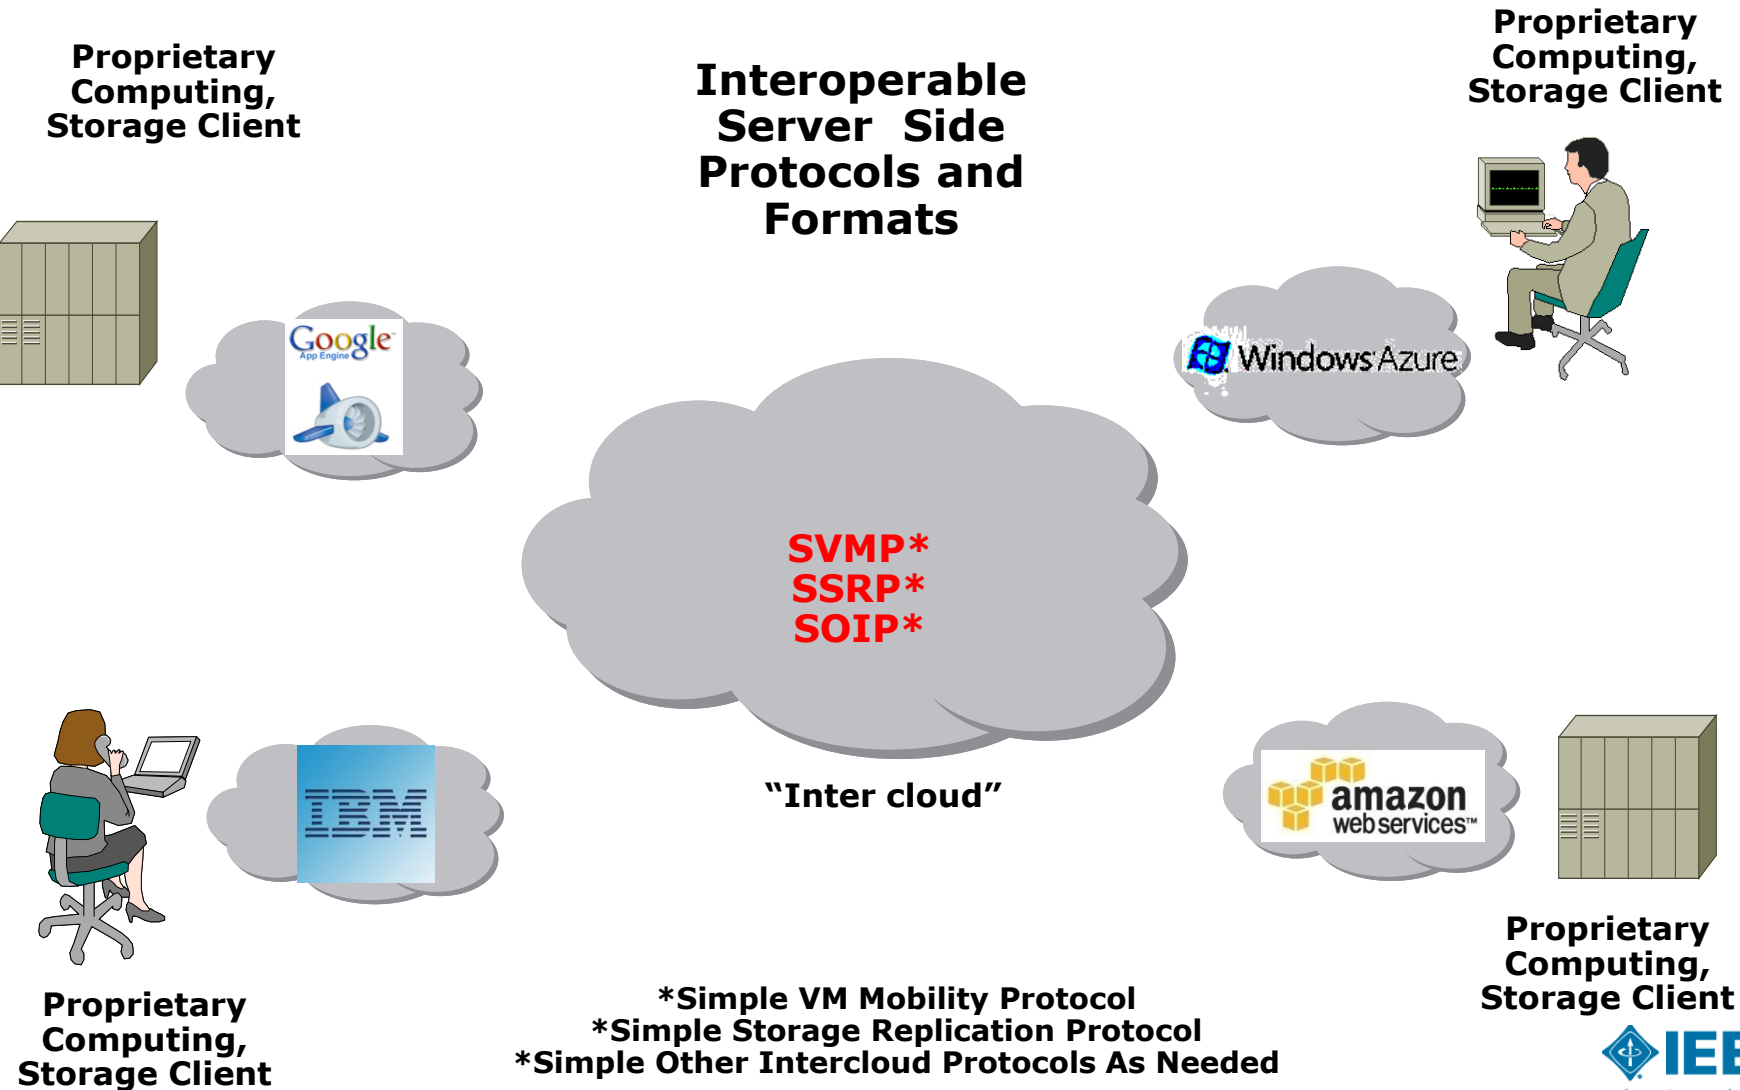 Proprietary
Computing,
Storage Client
Interoperable
Server Side
Protocols and
Formats
Proprietary
Computing,
Storage Client
Google™
App Engine
Windows Azure
SVMP*
SSRP*
SOIP*
IBM
“Inter cloud”
amazon
web services™
Proprietary
Computing,
Storage Client
*Simple VM Mobility Protocol
*Simple Storage Replication Protocol
*Simple Other Intercloud Protocols As Needed
Proprietary
Computing,
Storage Client